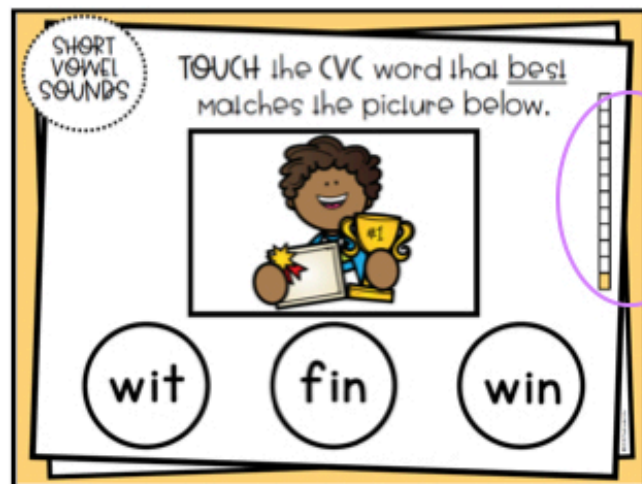 SHORT
VOWEL
SOUNDS
TOUCH the CVC word that best
matches the picture below.
#1
wit
fin
win